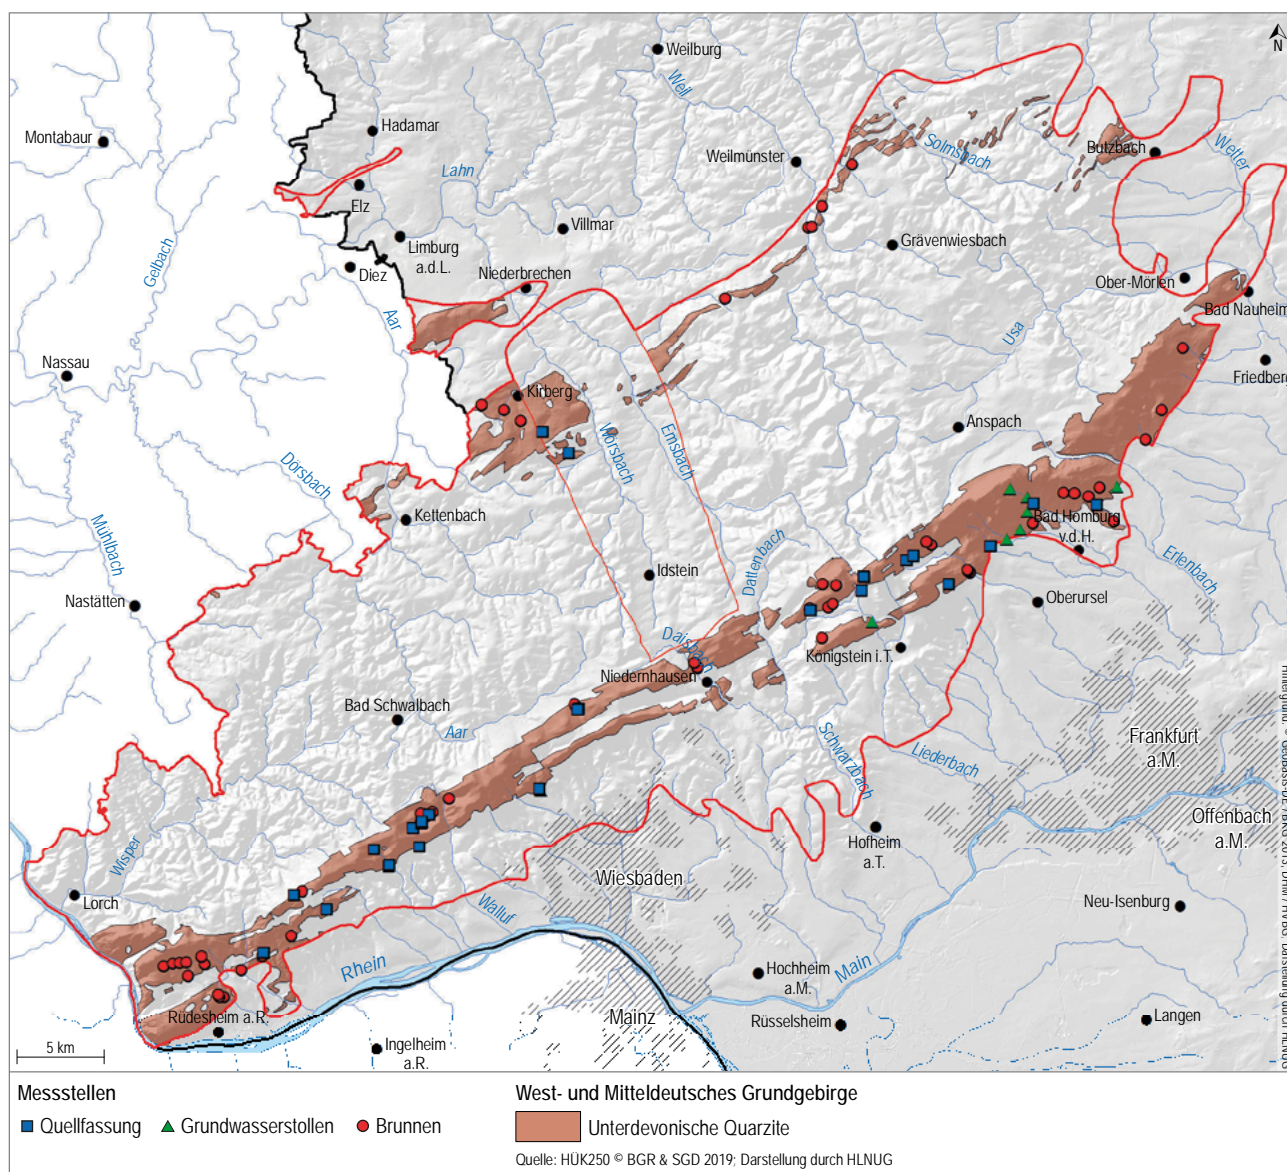 N
Weilburg
Weil
Montabaur
Hadamar
Weilmünster
Solmsbach
Butzbach
Wetter
Lahn
Elz
Villmar
Limburg
a.d.L.
Grävenwiesbach
Gelbach
Diez
Niederbrechen
Ober-Mörlen
Bad Nauheim
Aar
Usa
Nassau
Friedberg
Kirberg
Anspach
Wörsbach
Emsbach
Dörsbach
Kettenbach
Bad Homburg
v.d.H.
Mühlbach
Dattenbach
Erlenbach
Idstein
Nastätten
Oberursel
Daisbach
Königstein i.T.
Niedernhausen
Bad Schwalbach
Aar
Schwarzbach
Liederbach
Frankfurt
a.M.
Offenbach
a.M.
Hofheim
a.T.
Wisper
Wiesbaden
Lorch
Walluf
Neu-Isenburg
Rhein
Main
Hochheim
a.M.
Rüdesheim a.R.
Mainz
Rüsselsheim
Langen
5 km
Ingelheim
a.R.
Messstellen
Quellfassung
Grundwasserstollen
Brunnen
West- und Mitteldeutsches Grundgebirge
Unterdevonische Quarzite
Quelle: HÜK250 © BGR & SGD 2019; Darstellung durch HLNUG